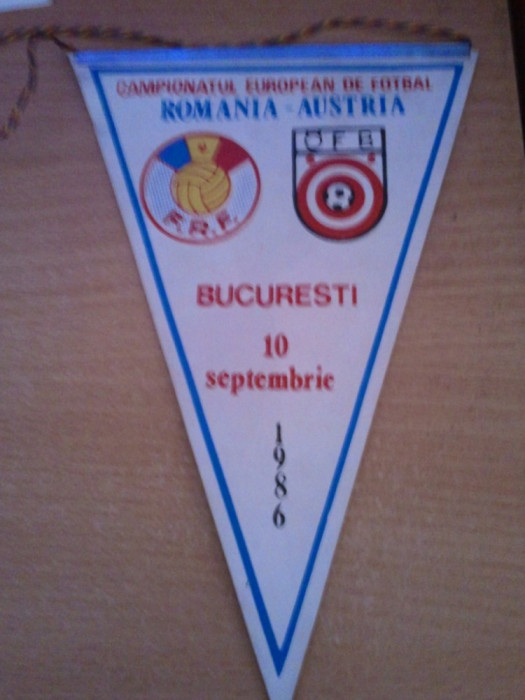 CAMPIONATUL EUROPEAN DE FOTBAL
ROMANIA - AUSTRIA
F.R.F.
ÖFB
BUCURESTI
10
septembrie
1986